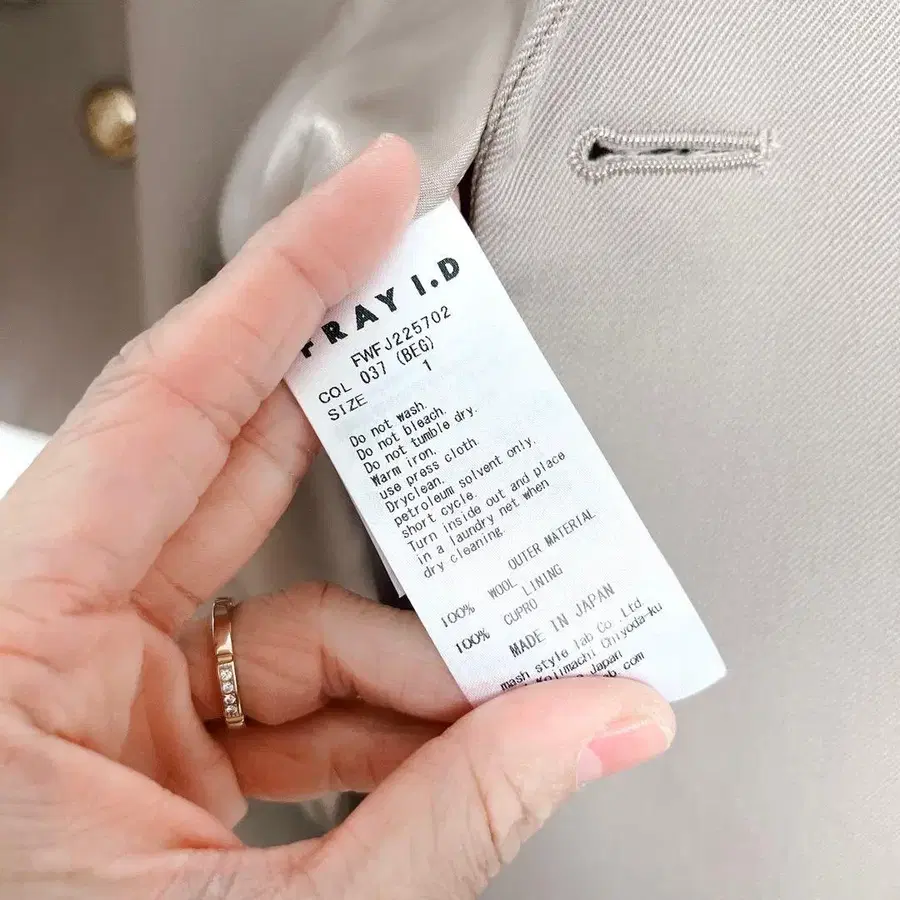 FRAY I.D
FWFJ225702
COL 037 (BEG)
SIZE 1
Do not wash.
Do not bleach.
Do not tumble dry.
Warm iron.
use press cloth.
Dryclean.
petroleum solvent only.
short cycle.
Turn inside out and place
in a laundry net when
dry cleaning.
OUTER MATERIAL
100% WOOL
LINING
100% CUPRO
MADE IN JAPAN
mash style lab Co., Ltd.
Kojimachi Chiyoda-ku
Japan
com